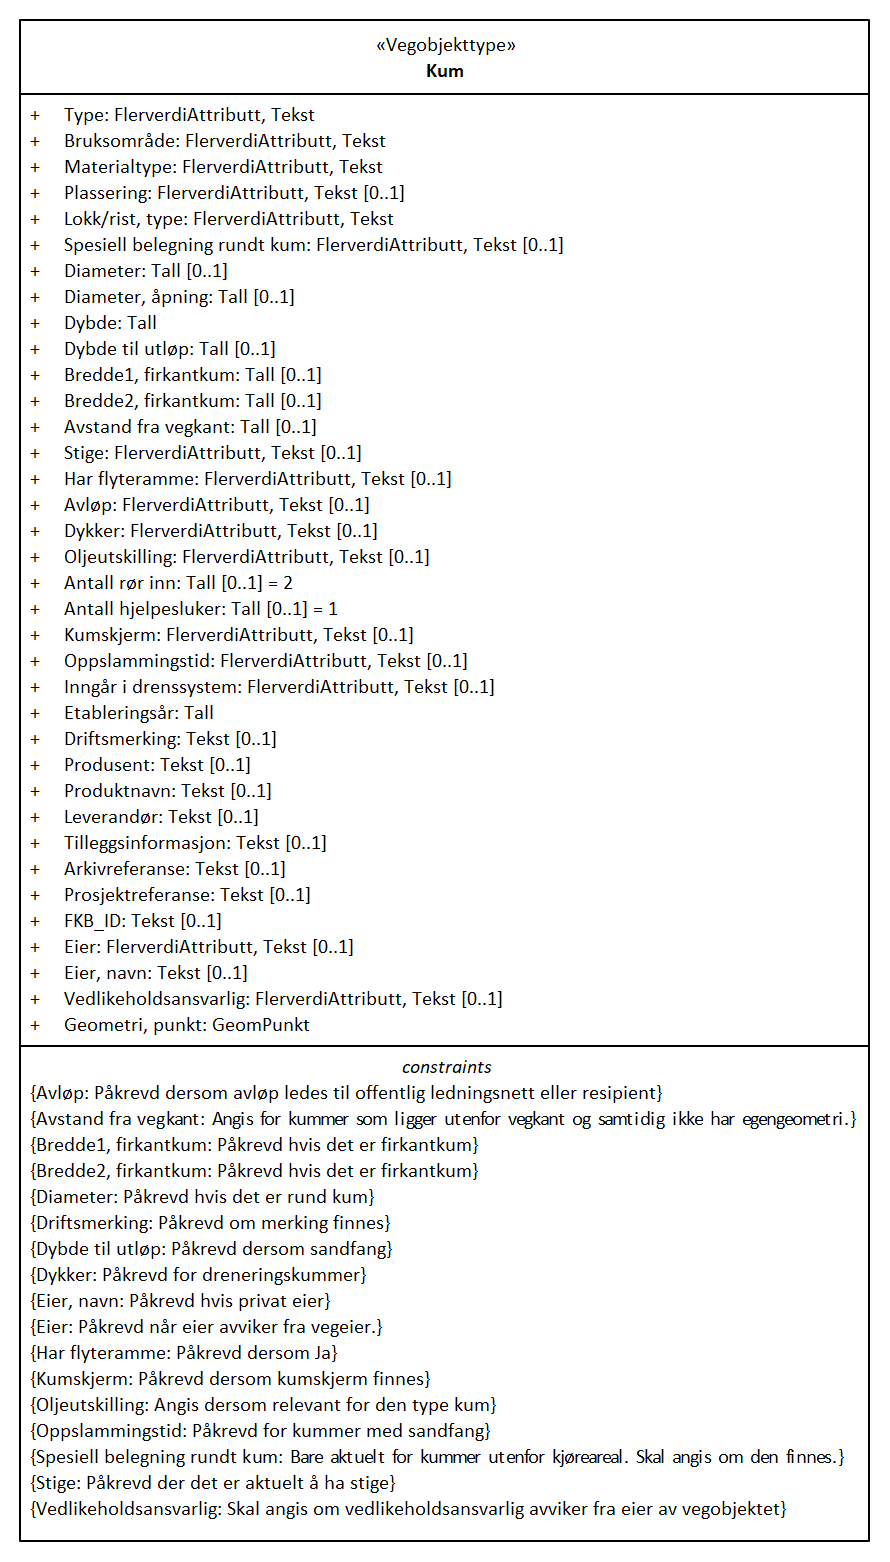 «Vegobjekttype»
Kum
+ Type: FlerverdiAttributt, Tekst
+ Bruksområde: FlerverdiAttributt, Tekst
+ Materialtype: FlerverdiAttributt, Tekst
+ Plassering: FlerverdiAttributt, Tekst [0..1]
+ Lokk/rist, type: FlerverdiAttributt, Tekst
+ Spesiell belegning rundt kum: FlerverdiAttributt, Tekst [0..1]
+ Diameter: Tall [0..1]
+ Diameter, åpning: Tall [0..1]
+ Dybde: Tall
+ Dybde til utløp: Tall [0..1]
+ Bredde1, firkantkum: Tall [0..1]
+ Bredde2, firkantkum: Tall [0..1]
+ Avstand fra vegkant: Tall [0..1]
+ Stige: FlerverdiAttributt, Tekst [0..1]
+ Har flyteramme: FlerverdiAttributt, Tekst [0..1]
+ Avløp: FlerverdiAttributt, Tekst [0..1]
+ Dykker: FlerverdiAttributt, Tekst [0..1]
+ Oljeutskilling: FlerverdiAttributt, Tekst [0..1]
+ Antall rør inn: Tall [0..1] = 2
+ Antall hjelpesluker: Tall [0..1] = 1
+ Kumskjerm: FlerverdiAttributt, Tekst [0..1]
+ Oppslammingstid: FlerverdiAttributt, Tekst [0..1]
+ Inngår i drenssystem: FlerverdiAttributt, Tekst [0..1]
+ Etableringsår: Tall
+ Driftsmerking: Tekst [0..1]
+ Produsent: Tekst [0..1]
+ Produktnavn: Tekst [0..1]
+ Leverandør: Tekst [0..1]
+ Tilleggsinformasjon: Tekst [0..1]
+ Arkivreferanse: Tekst [0..1]
+ Prosjektreferanse: Tekst [0..1]
+ FKB_ID: Tekst [0..1]
+ Eier: FlerverdiAttributt, Tekst [0..1]
+ Eier, navn: Tekst [0..1]
+ Vedlikeholdsansvarlig: FlerverdiAttributt, Tekst [0..1]
+ Geometri, punkt: GeomPunkt
constraints
{Avløp: Påkrevd dersom avløp ledes til offentlig ledningsnett eller resipient}
{Avstand fra vegkant: Angis for kummer som ligger utenfor vegkant og samtidig ikke har egengeometri.}
{Bredde1, firkantkum: Påkrevd hvis det er firkantkum}
{Bredde2, firkantkum: Påkrevd hvis det er firkantkum}
{Diameter: Påkrevd hvis det er rund kum}
{Driftsmerking: Påkrevd om merking finnes}
{Dybde til utløp: Påkrevd dersom sandfang}
{Dykker: Påkrevd for dreneringskummer}
{Eier, navn: Påkrevd hvis privat eier}
{Eier: Påkrevd når eier avviker fra vegeier.}
{Har flyteramme: Påkrevd dersom Ja}
{Kumskjerm: Påkrevd dersom kumskjerm finnes}
{Oljeutskilling: Angis dersom relevant for den type kum}
{Oppslammingstid: Påkrevd for kummer med sandfang}
{Spesiell belegning rundt kum: Bare aktuelt for kummer utenfor kjøreareal. Skal angis om den finnes.}
{Stige: Påkrevd der det er aktuelt å ha stige}
{Vedlikeholdsansvarlig: Skal angis om vedlikeholdsansvarlig avviker fra eier av vegobjektet}